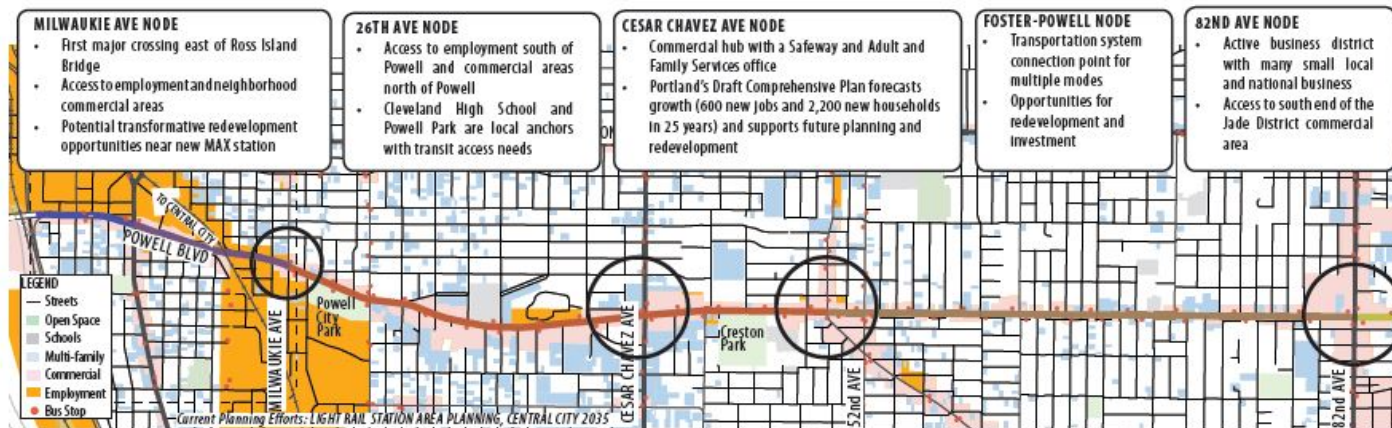 MILWAUKIE AVE NODE
• First major crossing east of Ross Island
Bridge
• Access to employment and neighborhood
commercial areas
• Potential transformative redevelopment
opportunities near new MAX station
26TH AVE NODE
• Access to employment south of
Powell and commercial areas
north of Powell
• Cleveland High School and
Powell Park are local anchors
with transit access needs
CESAR CHAVEZ AVE NODE
• Commercial hub with a Safeway and Adult and
Family Services office
• Portland's Draft Comprehensive Plan forecasts
growth (600 new jobs and 2,200 new households
in 25 years) and supports future planning and
redevelopment
FOSTER-POWELL NODE
• Transportation system
connection point for
multiple modes
• Opportunities for
redevelopment and
investment
82ND AVE NODE
• Active business district
with many small local
and national business
• Access to south end of the
Jade District commercial
area
TO CENTRAL CITY
POWELL BLVD
LEGEND
Streets
Open Space
Schools
Multi-family
Commercial
Employment
Bus Stop
MILWAUKIE AVE
Powell
City
Park
CESAR CHAVEZ AVE
Creston
Park
52nd AVE
82nd AVE
Current Planning Efforts: LIGHT RAIL STATION AREA PLANNING, CENTRAL CITY 2035